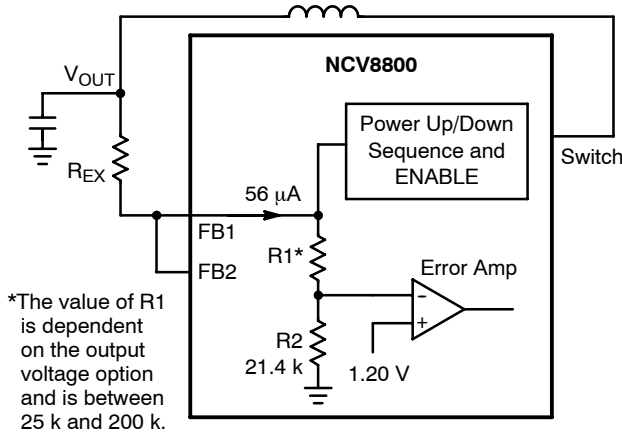 NCV8800
V_OUT
Power Up/Down
Sequence and
ENABLE
Switch
R_EX
56 μA
FB1
FB2
R1*
Error Amp
−
+
R2
21.4 k
1.20 V
*The value of R1
is dependent
on the output
voltage option
and is between
25 k and 200 k.